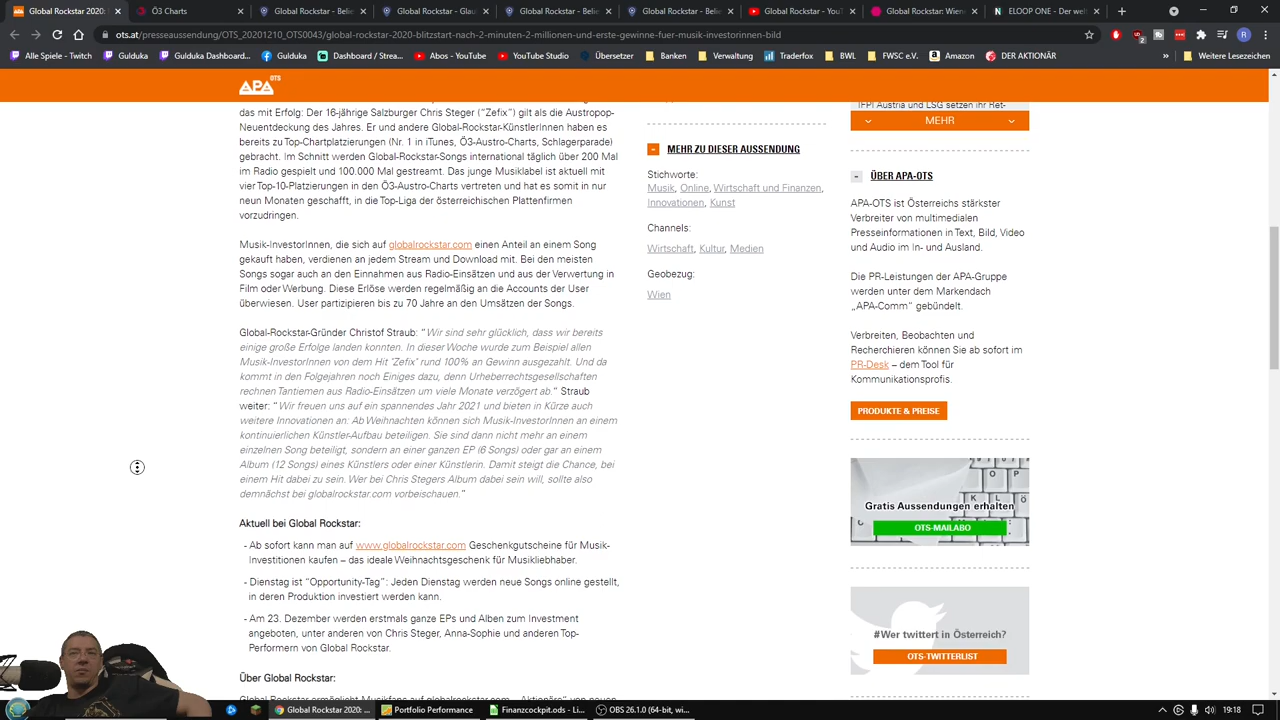 Global Rockstar 2020: B
Ö3 Charts
Global Rockstar - Belie
Global Rockstar - Glau
Global Rockstar - Belie
Global Rockstar - Belie
Global Rockstar - You
Global Rockstar - Crun
ELOOP ONE - Der welt
ots.at/presseaussendung/OTS_20201210_OTS0043/global-rockstar-2020-blitzstart-nach-2-minuten-2-millionen-und-erste-gewinne-fuer-musik-investorinnen-bild
Alle Spiele - Twitch
Gulduka
Gulduka Dashboard...
Dashboard / Strea...
Abos - YouTube
YouTube
Banken
Verwaltung
Traderfox
BWL
FWSC e.V.
Amazon
DER AKTIONÄR
»
Weitere Lesezeichen
APA OTS
das mit Erfolg: Der 16-jährige Salzburger Chris Steger ("Zefix") gilt als die Austropop-
Neuentdeckung des Jahres. Er und andere Global-Rockstar-KünstlerInnen haben es
bereits zu Top-Chartplatzierungen (Nr. 1 in iTunes, Ö3-Austro-Charts, Schlagerparade)
gebracht. Im Schnitt werden Global-Rockstar-Songs international täglich über 200 Mal
im Radio gespielt und 100.000 Mal gestreamt. Das junge Musiklabel ist aktuell mit
vier Top-10-Platzierungen in den Ö3-Austro-Charts vertreten und hat es somit in nur
neun Monaten geschafft, in die Top-Liga der österreichischen Plattenfirmen
vorzudringen.
Musik-InvestorInnen, die sich auf globalrockstar.com einen Anteil an einem Song
gekauft haben, verdienen an jedem Stream und Download mit. Bei den meisten
Songs sogar auch an den Einnahmen aus Radio-Einsätzen und aus der Verwertung in
Film oder Werbung. Diese Erlöse werden regelmäßig an die Accounts der User
überwiesen. User partizipieren bis zu 70 Jahre an den Umsätzen der Songs.
Global-Rockstar-Gründer Christof Straub: "Wir sind sehr glücklich, dass wir bereits
einige große Erfolge landen konnten. In dieser Woche wurde zum Beispiel allen
Musik-InvestorInnen von dem Hit 'Zefix' rund 100% an Gewinn ausgezahlt. Und da
kommt in den Folgejahren noch Einiges dazu, denn Urheberrechtsgesellschaften
rechnen Tantiemen aus Radio-Einsätzen um viele Monate verzögert ab." Straub
weiter: "Wir freuen uns auf ein spannendes Jahr 2021 und bieten in Kürze auch
weitere Innovationen an: Ab Weihnachten können sich Musik-InvestorInnen an einem
kontinuierlichen Künstler-Aufbau beteiligen. Sie sind dann nicht mehr an einem
einzelnen Song beteiligt, sondern an einer ganzen EP (6 Songs) oder gar an einem
Album (12 Songs) eines Künstlers oder einer Künstlerin. Damit steigt die Chance, bei
einem Hit dabei zu sein. Wer bei Chris Stegers Album dabei sein will, sollte also
demnächst bei globalrockstar.com vorbeischauen."
Aktuell bei Global Rockstar:
- Ab sofort kann man auf www.globalrockstar.com Geschenkgutscheine für Musik-
Investitionen kaufen – das ideale Weihnachtsgeschenk für Musikliebhaber.
- Dienstag ist "Opportunity-Tag": Jeden Dienstag werden neue Songs online gestellt,
in deren Produktion investiert werden kann.
- Am 23. Dezember werden erstmals ganze EPs und Alben zum Investment
angeboten, unter anderen von Chris Steger, Anna-Sophie und anderen Top-
Performern von Global Rockstar.
Über Global Rockstar:
Global Rockstar ermöglicht Musikfans auf globalrockstar.com „Aktionäre" von neuen
- MEHR ZU DIESER AUSSENDUNG
Stichworte:
Musik, Online, Wirtschaft und Finanzen,
Innovationen, Kunst
Channels:
Wirtschaft, Kultur, Medien
Geobezug:
Wien
IFPI Austria und LSG setzen ihr Ret-
MEHR
- ÜBER APA-OTS
APA-OTS ist Österreichs stärkster
Verbreiter von multimedialen
Presseinformationen in Text, Bild, Video
und Audio im In- und Ausland.
Die PR-Leistungen der APA-Gruppe
werden unter dem Markendach
„APA-Comm" gebündelt.
Verbreiten, Beobachten und
Recherchieren können Sie ab sofort im
PR-Desk – dem Tool für
Kommunikationsprofis.
PRODUKTE & PREISE
Gratis Aussendungen erhalten
OTS-MAILABO
#Wer twittert in Österreich?
OTS-TWITTERLIST
Global Rockstar 2020: ...
Portfolio Performance
Finanzcockpit.ods - Li...
OBS 26.1.0 (64-bit, wi...
19:18